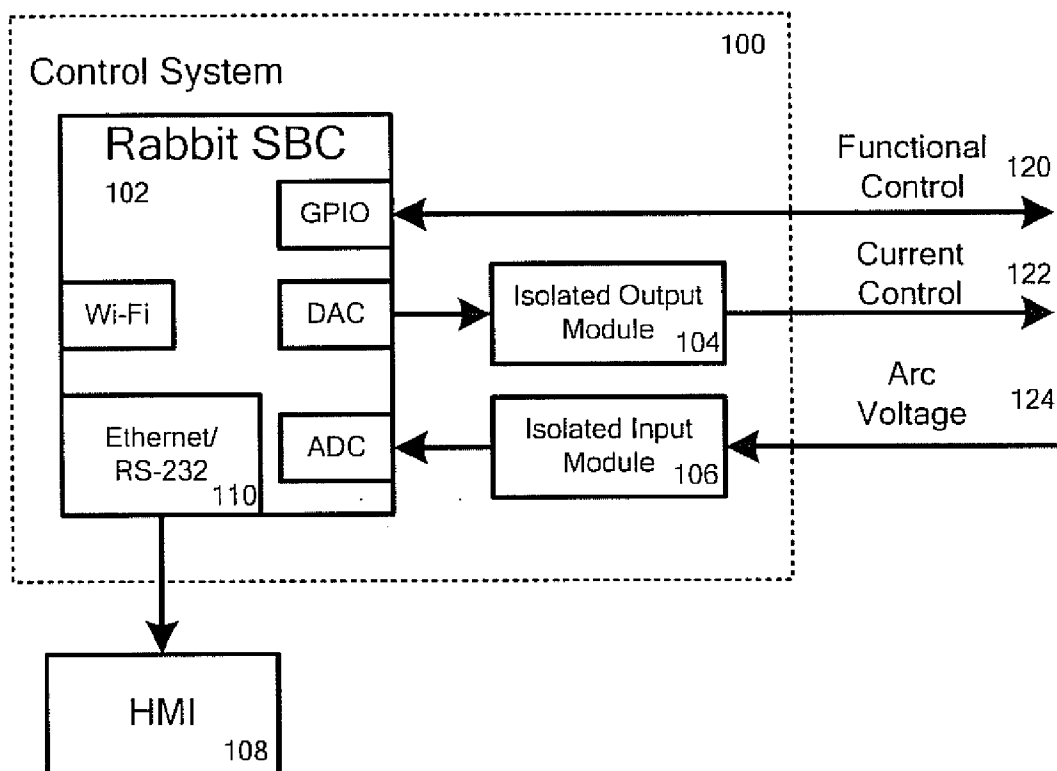 100
Control System
Rabbit SBC
102
GPIO
Functional
Control
120
Wi-Fi
DAC
Isolated Output
Module
104
Current
Control
122
Ethernet/
RS-232
110
ADC
Isolated Input
Module
106
Arc
Voltage
124
HMI
108